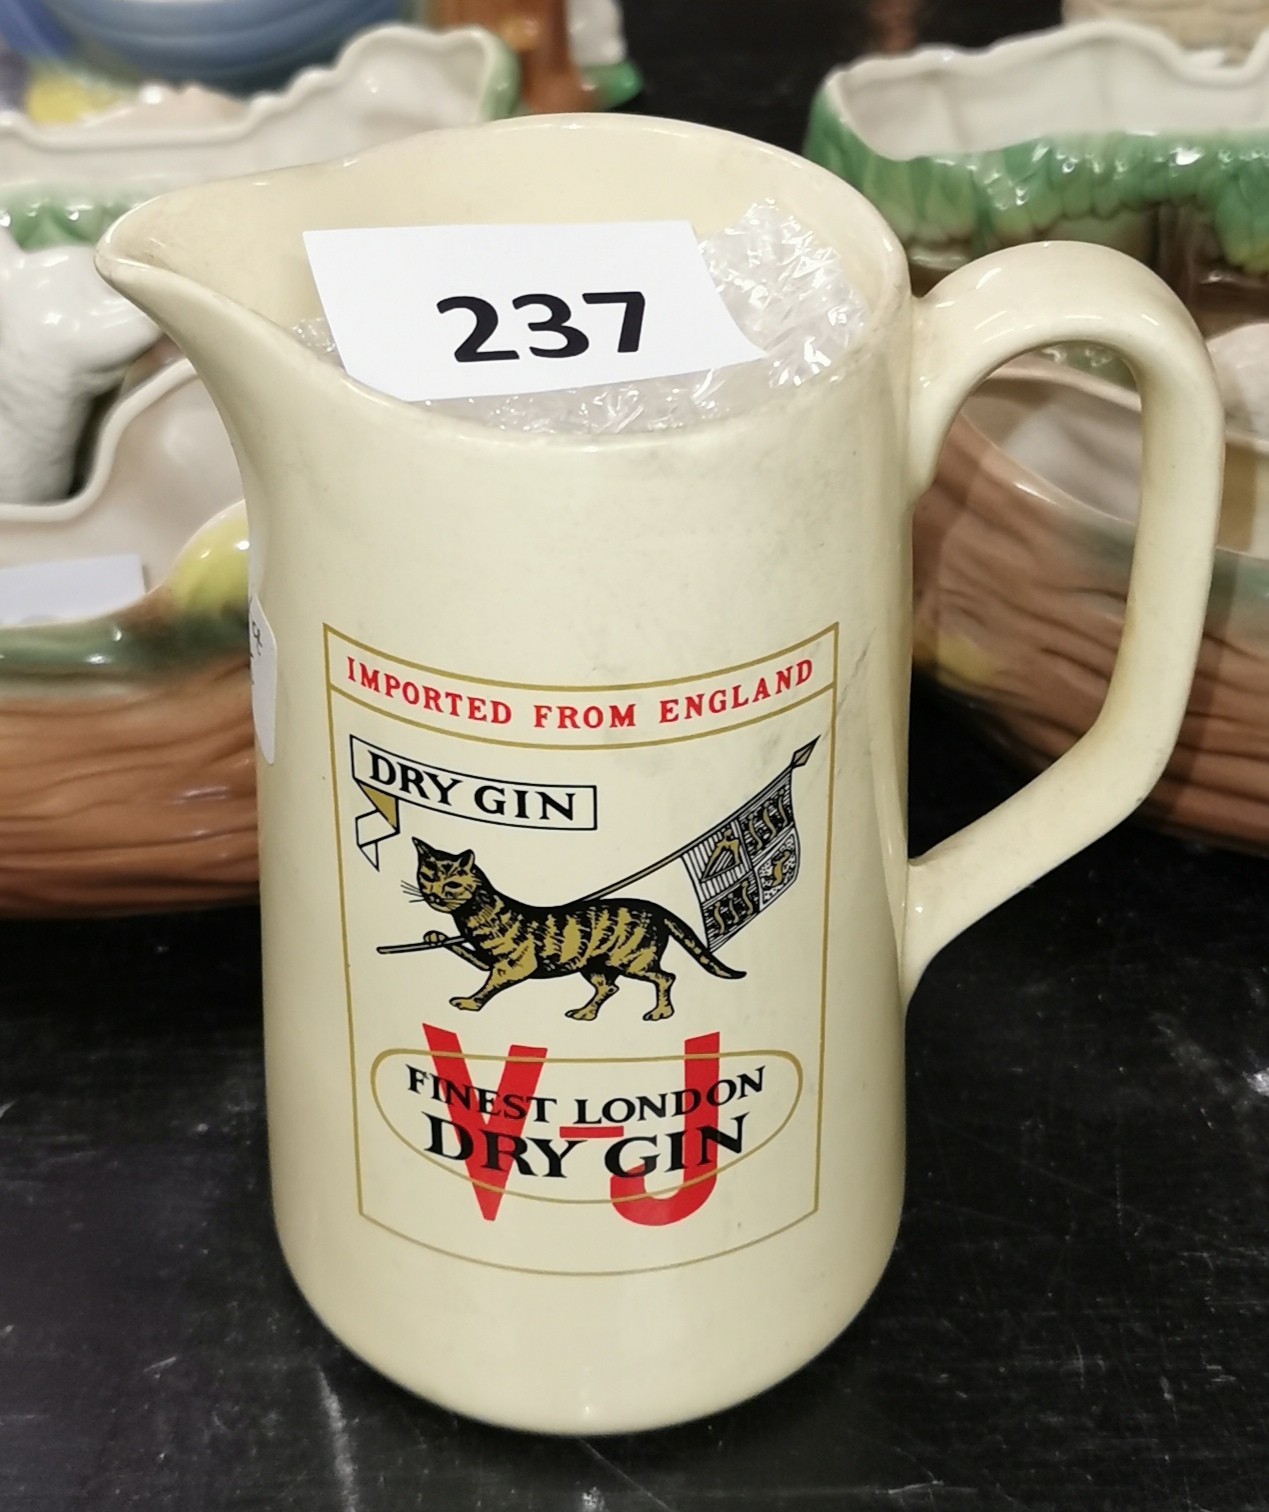 237
IMPORTED FROM ENGLAND
DRY GIN
V-J
FINEST LONDON
DRY GIN